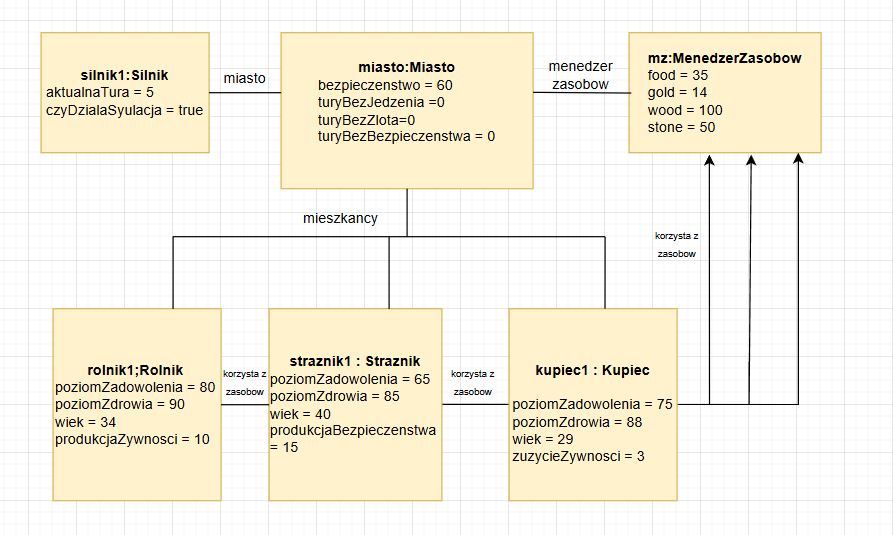 silnik1:Silnik
aktualnaTura = 5
czyDzialaSyulacja = true
miasto
miasto:Miasto
bezpieczenstwo = 60
turyBezJedzenia =0
turyBezZlota=0
turyBezBezpieczenstwa = 0
menedzer
zasobow
mz:MenedzerZasobow
food = 35
gold = 14
wood = 100
stone = 50
mieszkancy
korzysta z
zasobow
rolnik1;Rolnik
poziomZadowolenia = 80
poziomZdrowia = 90
wiek = 34
produkcjaZywnosci = 10
korzysta z
zasobow
straznik1 : Straznik
poziomZadowolenia = 65
poziomZdrowia = 85
wiek = 40
produkcjaBezpieczenstwa
= 15
korzysta z
zasobow
kupiec1 : Kupiec
poziomZadowolenia = 75
poziomZdrowia = 88
wiek = 29
zuzycieZywnosci = 3